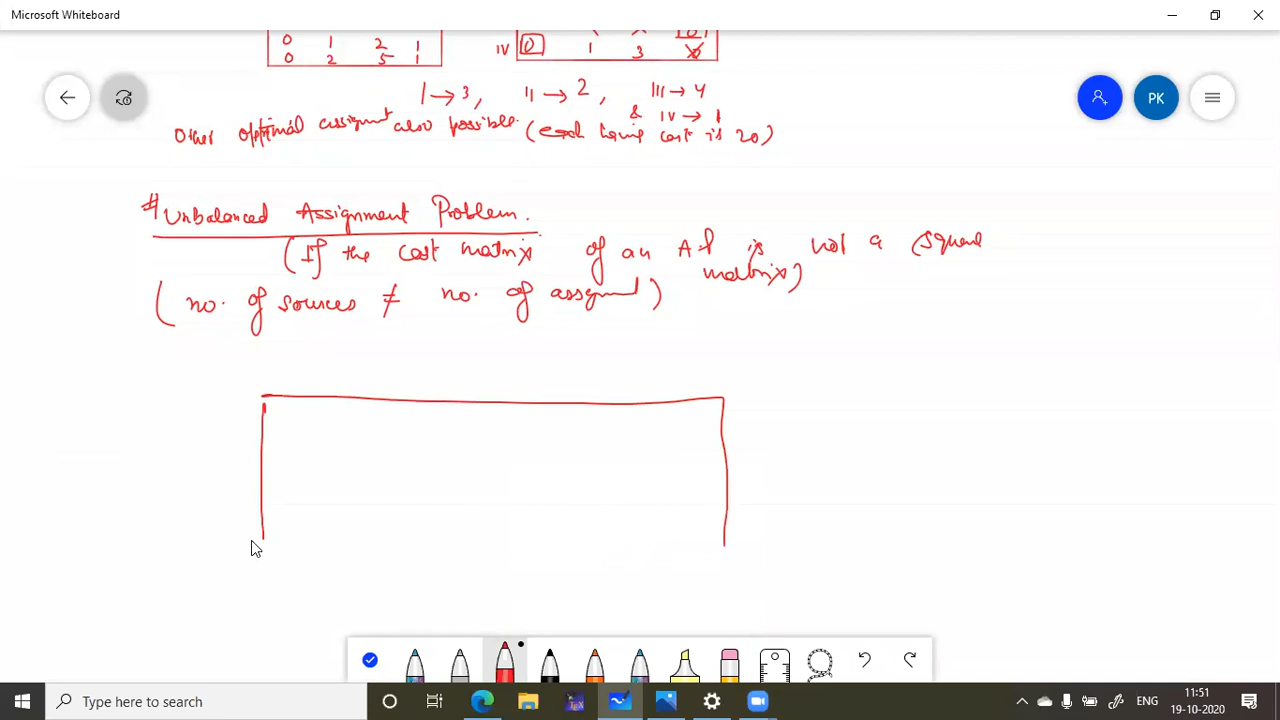 Microsoft Whiteboard
0 1 2 1
0 2 5 1
IV 0 1 3
I → 3, II → 2, III → 4
& IV → 1
Other optimal assignment also possible. (each having cost is 20)
PK
# Unbalanced Assignment Problem.
(If the cost matrix of an A.P is not a (square
matrix)
(no. of sources ≠ no. of assigment)
Type here to search
ENG
11:51
19-10-2020